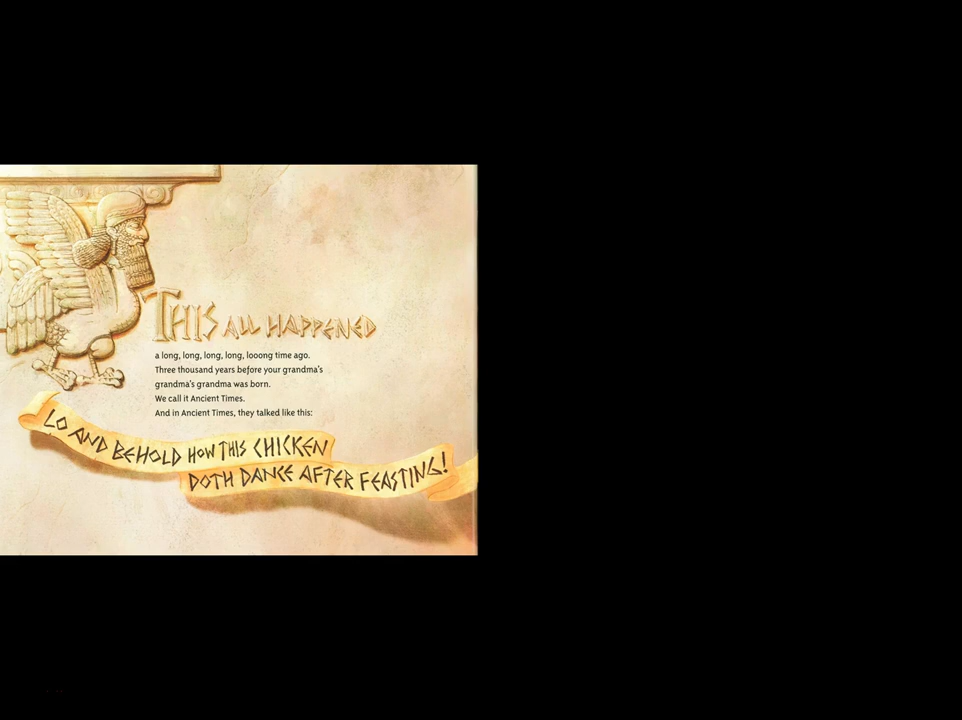 THIS ALL HAPPENED
a long, long, long, long, looong time ago.
Three thousand years before your grandma's
grandma's grandma was born.
We call it Ancient Times.
And in Ancient Times, they talked like this:
LO AND BEHOLD HOW THIS CHICKEN
DOTH DANCE AFTER FEASTING!